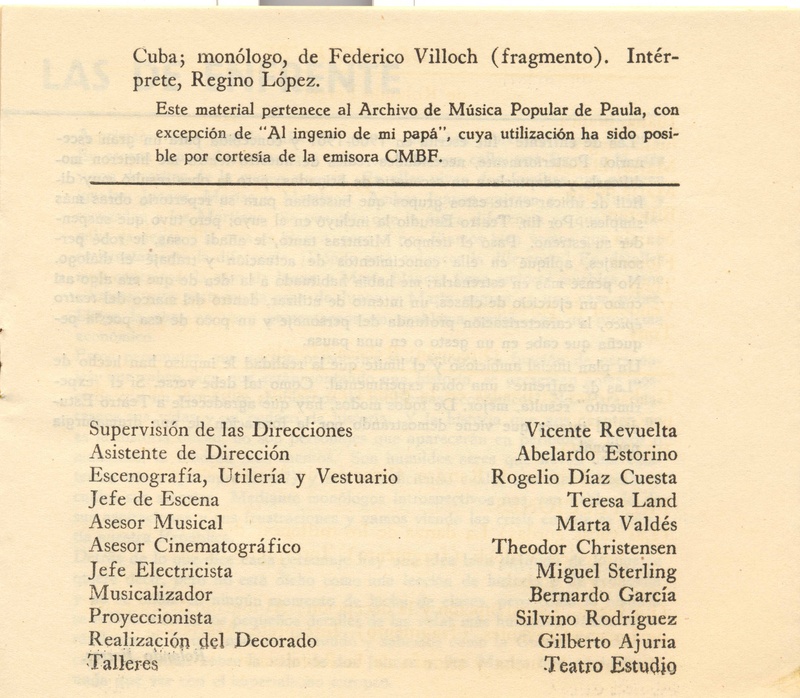 Cuba; monólogo, de Federico Villoch (fragmento). Intér-
prete, Regino López.
Este material pertenece al Archivo de Música Popular de Paula, con
excepción de "Al ingenio de mi papá", cuya utilización ha sido posi-
ble por cortesía de la emisora CMBF.
Supervisión de las Direcciones Vicente Revuelta
Asistente de Dirección Abelardo Estorino
Escenografía, Utilería y Vestuario Rogelio Díaz Cuesta
Jefe de Escena Teresa Land
Asesor Musical Marta Valdés
Asesor Cinematográfico Theodor Christensen
Jefe Electricista Miguel Sterling
Musicalizador Bernardo García
Proyeccionista Silvino Rodríguez
Realización del Decorado Gilberto Ajuria
Talleres Teatro Estudio